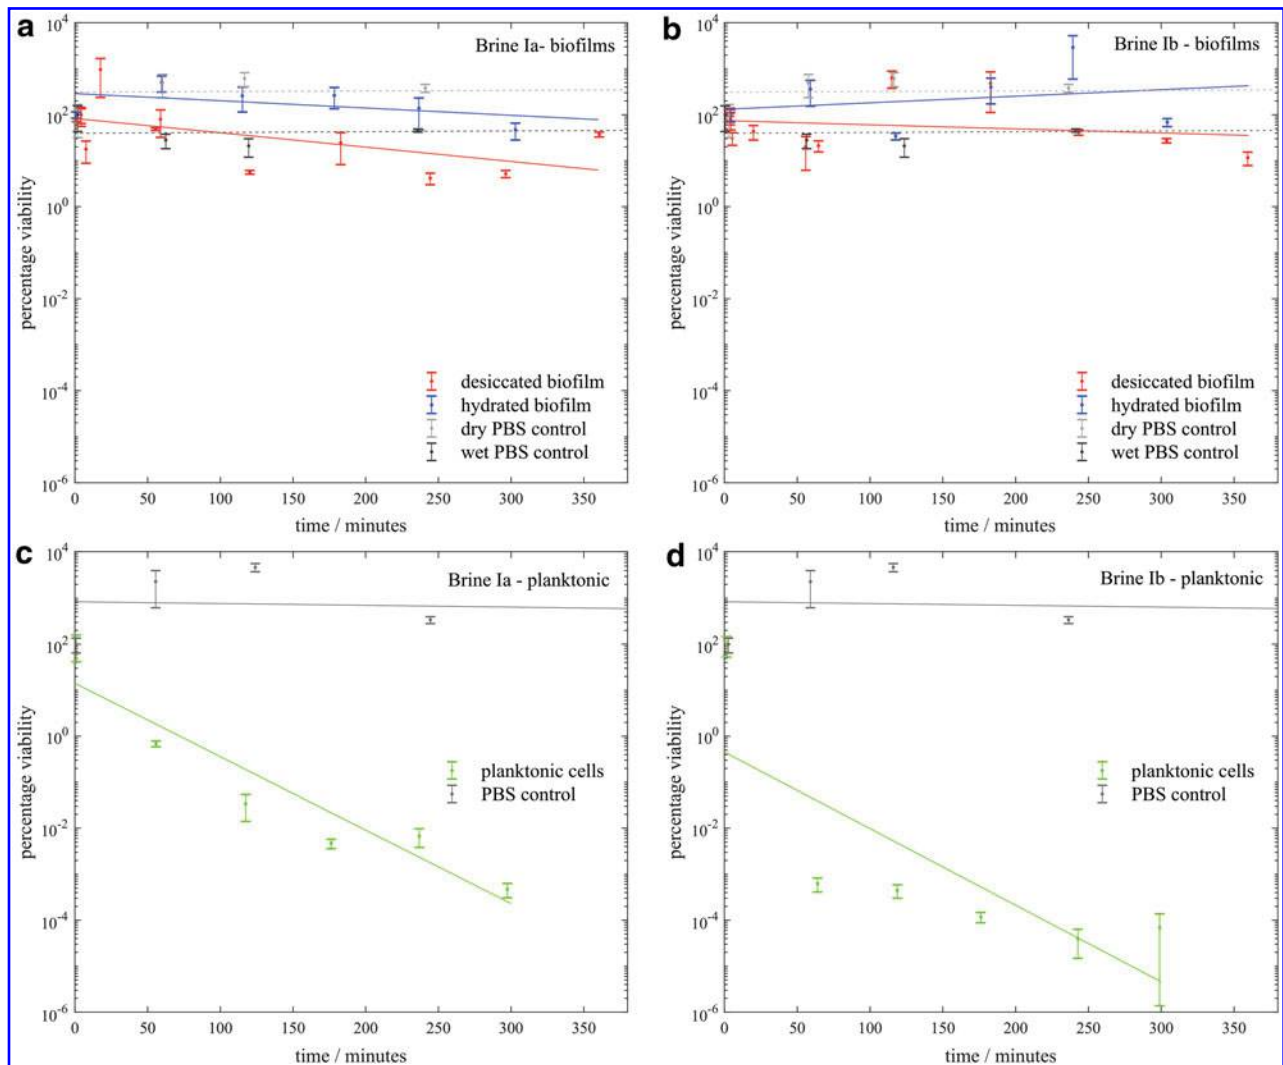 a
Brine Ia- biofilms
10^4
10^2
10^0
10^-2
10^-4
10^-6
percentage viability
desiccated biofilm
hydrated biofilm
dry PBS control
wet PBS control
0 50 100 150 200 250 300 350
time / minutes
b
Brine Ib - biofilms
10^4
10^2
10^0
10^-2
10^-4
10^-6
percentage viability
desiccated biofilm
hydrated biofilm
dry PBS control
wet PBS control
0 50 100 150 200 250 300 350
time / minutes
c
Brine Ia - planktonic
10^4
10^2
10^0
10^-2
10^-4
10^-6
percentage viability
planktonic cells
PBS control
0 50 100 150 200 250 300 350
time / minutes
d
Brine Ib - planktonic
10^4
10^2
10^0
10^-2
10^-4
10^-6
percentage viability
planktonic cells
PBS control
0 50 100 150 200 250 300 350
time / minutes